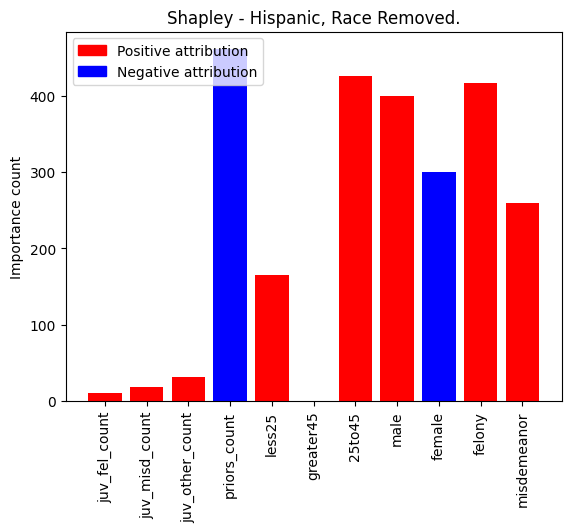 Shapley - Hispanic, Race Removed.
Positive attribution
Negative attribution
Importance count
400
300
200
100
0
juv_fel_count
juv_misd_count
juv_other_count
priors_count
less25
greater45
25to45
male
female
felony
misdemeanor